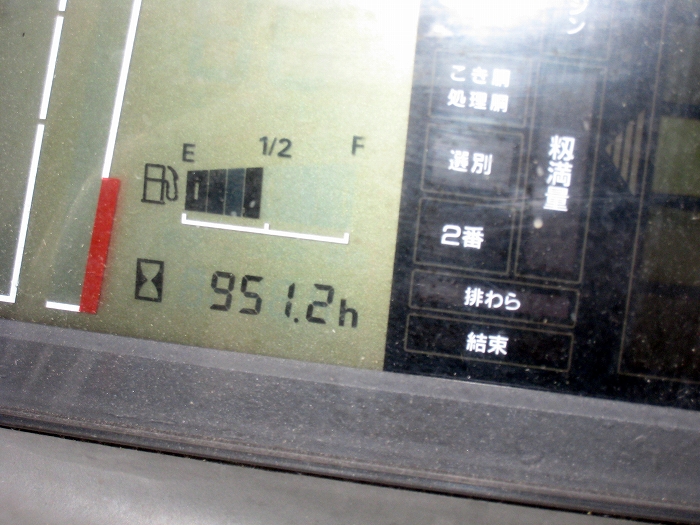 E 1/2 F
951.2h
こき胴
処理胴
選別
2番
排わら
結束
籾満量